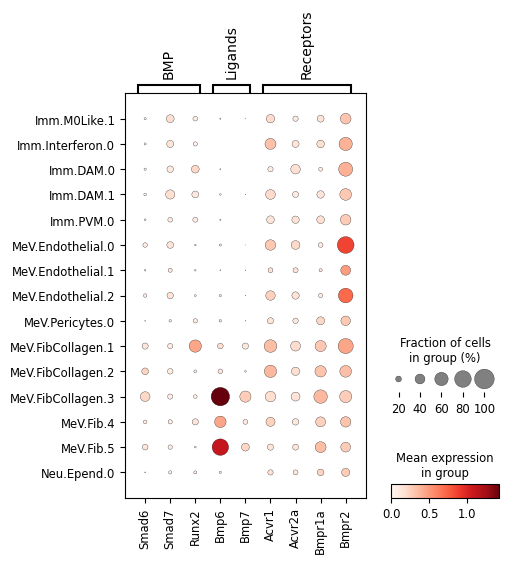 BMP
Ligands
Receptors
Imm.M0Like.1
Imm.Interferon.0
Imm.DAM.0
Imm.DAM.1
Imm.PVM.0
MeV.Endothelial.0
MeV.Endothelial.1
MeV.Endothelial.2
MeV.Pericytes.0
MeV.FibCollagen.1
MeV.FibCollagen.2
MeV.FibCollagen.3
MeV.Fib.4
MeV.Fib.5
Neu.Epend.0
Smad6
Smad7
Runx2
Bmp6
Bmp7
Acvr1
Acvr2a
Bmpr1a
Bmpr2
Fraction of cells
in group (%)
20 40 60 80 100
Mean expression
in group
0.0 0.5 1.0